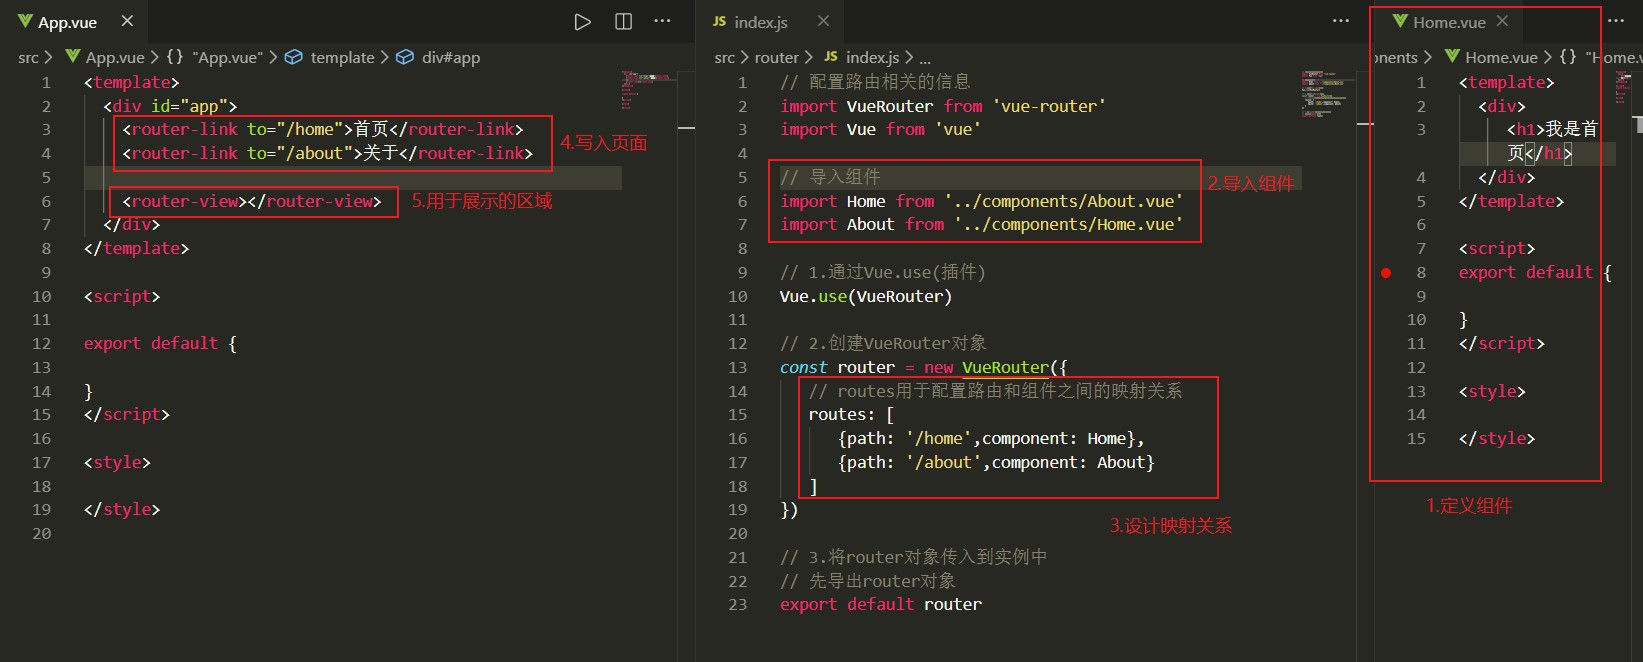 App.vue
src > App.vue > {} "App.vue" > template > div#app
1 <template>
2 <div id="app">
3 <router-link to="/home">首页</router-link>
4 <router-link to="/about">关于</router-link>
4.写入页面
5
6 <router-view></router-view>
5.用于展示的区域
7 </div>
8 </template>
9
10 <script>
11
12 export default {
13
14 }
15 </script>
16
17 <style>
18
19 </style>
20
JS index.js
src > router > JS index.js > ...
1 // 配置路由相关的信息
2 import VueRouter from 'vue-router'
3 import Vue from 'vue'
4
5 // 导入组件
2.导入组件
6 import Home from '../components/About.vue'
7 import About from '../components/Home.vue'
8
9 // 1.通过Vue.use(插件)
10 Vue.use(VueRouter)
11
12 // 2.创建VueRouter对象
13 const router = new VueRouter({
14 // routes用于配置路由和组件之间的映射关系
15 routes: [
16 {path: '/home',component: Home},
17 {path: '/about',component: About}
18 ]
19 })
3.设计映射关系
20
21 // 3.将router对象传入到实例中
22 // 先导出router对象
23 export default router
Home.vue
onents > Home.vue > {} "Home.v
1 <template>
2 <div>
3 <h1>我是首
页</h1>
4 </div>
5 </template>
6
7 <script>
8 export default {
9
10 }
11 </script>
12
13 <style>
14
15 </style>
1.定义组件